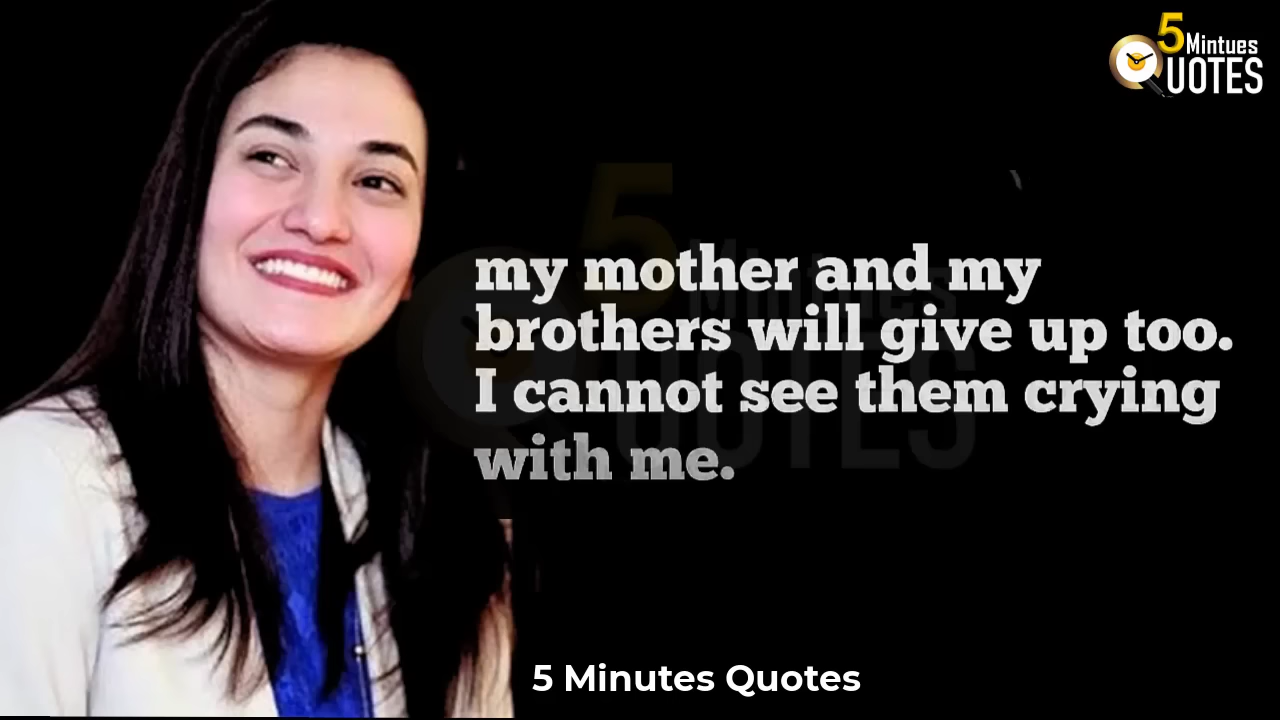 5 Mintues
QUOTES
my mother and my
brothers will give up too.
I cannot see them crying
with me.
5 Minutes Quotes